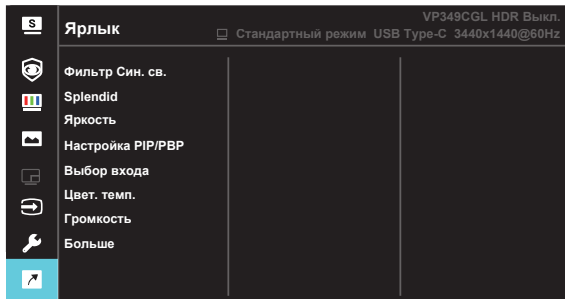 S
VP349CGL HDR Выкл.
Ярлык
Стандартный режим USB Type-C 3440x1440@60Hz
Фильтр Син. св.
Splendid
Яркость
Настройка PIP/PBP
Выбор входа
Цвет. темп.
Громкость
Больше